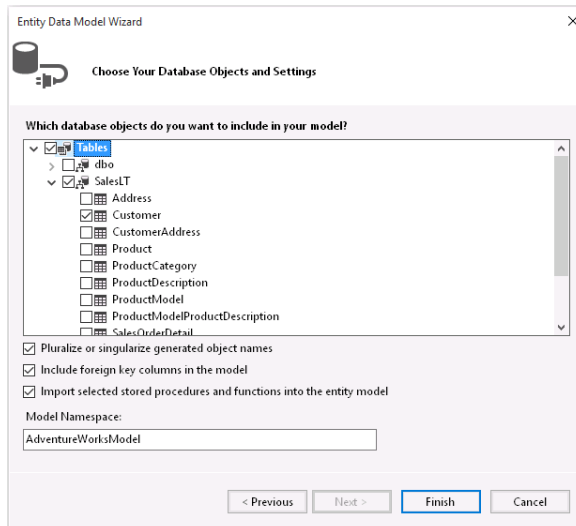 Entity Data Model Wizard
Choose Your Database Objects and Settings
Which database objects do you want to include in your model?
Tables
dbo
SalesLT
Address
Customer
CustomerAddress
Product
ProductCategory
ProductDescription
ProductModel
ProductModelProductDescription
SalesOrderDetail
Pluralize or singularize generated object names
Include foreign key columns in the model
Import selected stored procedures and functions into the entity model
Model Namespace:
AdventureWorksModel
< Previous Next > Finish Cancel